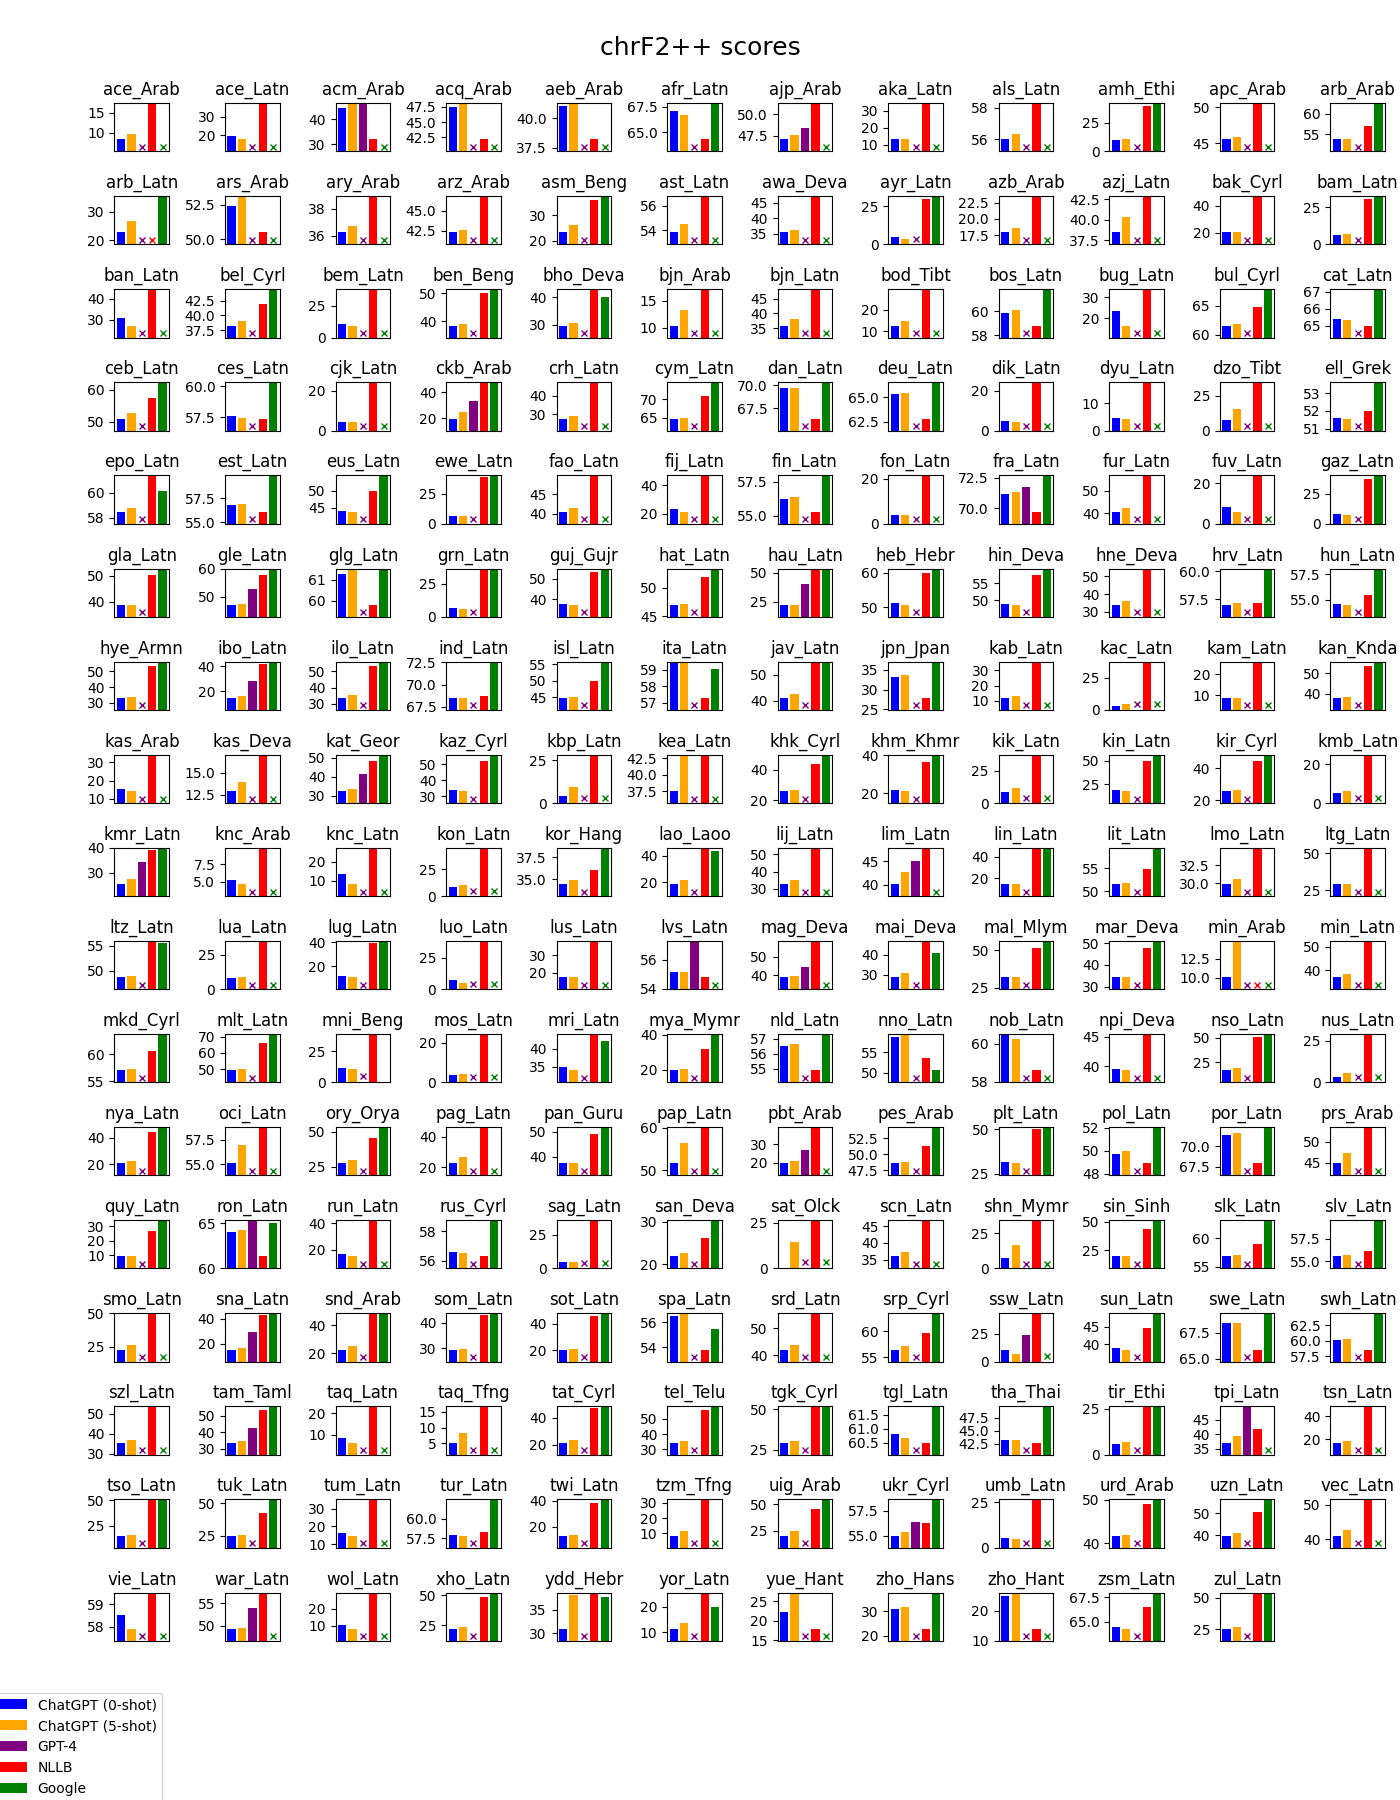 chrF2++ scores
ace_Arab ace_Latn acm_Arab acq_Arab aeb_Arab afr_Latn ajp_Arab aka_Latn als_Latn amh_Ethi apc_Arab arb_Arab
15 10 30 20 40 30 47.5 45.0 42.5 40.0 37.5 67.5 65.0 50.0 47.5 30 20 10 58 56 25 0 50 45 60 55
arb_Latn ars_Arab ary_Arab arz_Arab asm_Beng ast_Latn awa_Deva ayr_Latn azb_Arab azj_Latn bak_Cyrl bam_Latn
30 20 52.5 50.0 38 36 45.0 42.5 30 20 56 54 45 40 35 25 0 22.5 20.0 17.5 42.5 40.0 37.5 40 20 25 0
ban_Latn bel_Cyrl bem_Latn ben_Beng bho_Deva bjn_Arab bjn_Latn bod_Tibt bos_Latn bug_Latn bul_Cyrl cat_Latn
40 30 42.5 40.0 37.5 25 0 50 40 40 30 15 10 45 40 35 20 10 60 58 30 20 65 60 67 66 65
ceb_Latn ces_Latn cjk_Latn ckb_Arab crh_Latn cym_Latn dan_Latn deu_Latn dik_Latn dyu_Latn dzo_Tibt ell_Grek
60 50 60.0 57.5 20 0 40 20 40 30 70 65 70.0 67.5 65.0 62.5 20 0 10 0 25 0 53 52 51
epo_Latn est_Latn eus_Latn ewe_Latn fao_Latn fij_Latn fin_Latn fon_Latn fra_Latn fur_Latn fuv_Latn gaz_Latn
60 58 57.5 55.0 50 45 25 0 45 40 40 20 57.5 55.0 20 0 72.5 70.0 50 40 20 0 25 0
gla_Latn gle_Latn glg_Latn grn_Latn guj_Gujr hat_Latn hau_Latn heb_Hebr hin_Deva hne_Deva hrv_Latn hun_Latn
50 40 60 50 61 60 25 0 50 40 50 45 50 25 60 50 55 50 50 40 30 60.0 57.5 57.5 55.0
hye_Armn ibo_Latn ilo_Latn ind_Latn isl_Latn ita_Latn jav_Latn jpn_Jpan kab_Latn kac_Latn kam_Latn kan_Knda
50 40 30 40 20 50 40 30 72.5 70.0 67.5 55 50 45 59 58 57 50 40 35 30 25 30 20 10 25 0 20 10 50 40
kas_Arab kas_Deva kat_Geor kaz_Cyrl kbp_Latn kea_Latn khk_Cyrl khm_Khmr kik_Latn kin_Latn kir_Cyrl kmb_Latn
30 20 10 15.0 12.5 50 40 30 50 40 30 25 0 42.5 40.0 37.5 40 20 40 20 25 0 50 25 40 20 20 0
kmr_Latn knc_Arab knc_Latn kon_Latn kor_Hang lao_Laoo lij_Latn lim_Latn lin_Latn lit_Latn lmo_Latn ltg_Latn
40 30 7.5 5.0 20 10 25 0 37.5 35.0 40 20 50 40 30 45 40 40 20 55 50 32.5 30.0 50 25
ltz_Latn lua_Latn lug_Latn luo_Latn lus_Latn lvs_Latn mag_Deva mai_Deva mal_Mlym mar_Deva min_Arab min_Latn
55 50 25 0 40 20 25 0 30 20 56 54 50 40 40 30 50 25 50 40 30 12.5 10.0 50 40
mkd_Cyrl mlt_Latn mni_Beng mos_Latn mri_Latn mya_Mymr nld_Latn nno_Latn nob_Latn npi_Deva nso_Latn nus_Latn
60 55 70 60 50 25 0 20 0 40 35 40 20 57 56 55 55 50 60 58 45 40 50 25 25 0
nya_Latn oci_Latn ory_Orya pag_Latn pan_Guru pap_Latn pbt_Arab pes_Arab plt_Latn pol_Latn por_Latn prs_Arab
40 20 57.5 55.0 50 25 40 20 50 40 60 50 30 20 52.5 50.0 47.5 50 25 52 50 48 70.0 67.5 50 45
quy_Latn ron_Latn run_Latn rus_Cyrl sag_Latn san_Deva sat_Olck scn_Latn shn_Mymr sin_Sinh slk_Latn slv_Latn
30 20 10 65 60 40 20 58 56 25 0 30 20 25 0 45 40 35 25 0 50 25 60 55 57.5 55.0
smo_Latn sna_Latn snd_Arab som_Latn sot_Latn spa_Latn srd_Latn srp_Cyrl ssw_Latn sun_Latn swe_Latn swh_Latn
50 25 40 20 40 20 40 30 40 20 56 54 50 40 60 55 25 0 45 40 67.5 65.0 62.5 60.0 57.5
szl_Latn tam_Taml taq_Latn taq_Tfng tat_Cyrl tel_Telu tgk_Cyrl tgl_Latn tha_Thai tir_Ethi tpi_Latn tsn_Latn
50 40 30 50 40 30 20 10 15 10 5 40 20 50 40 30 50 25 61.5 61.0 60.5 47.5 45.0 42.5 25 0 45 40 35 40 20
tso_Latn tuk_Latn tum_Latn tur_Latn twi_Latn tzm_Tfng uig_Arab ukr_Cyrl umb_Latn urd_Arab uzn_Latn vec_Latn
50 25 50 25 30 20 10 60.0 57.5 40 20 30 20 10 50 25 57.5 55.0 25 0 50 40 50 40 50 40
vie_Latn war_Latn wol_Latn xho_Latn ydd_Hebr yor_Latn yue_Hant zho_Hans zho_Hant zsm_Latn zul_Latn
59 58 55 50 20 10 50 25 35 30 20 10 25 20 15 30 20 20 10 67.5 65.0 50 25
ChatGPT (0-shot)
ChatGPT (5-shot)
GPT-4
NLLB
Google